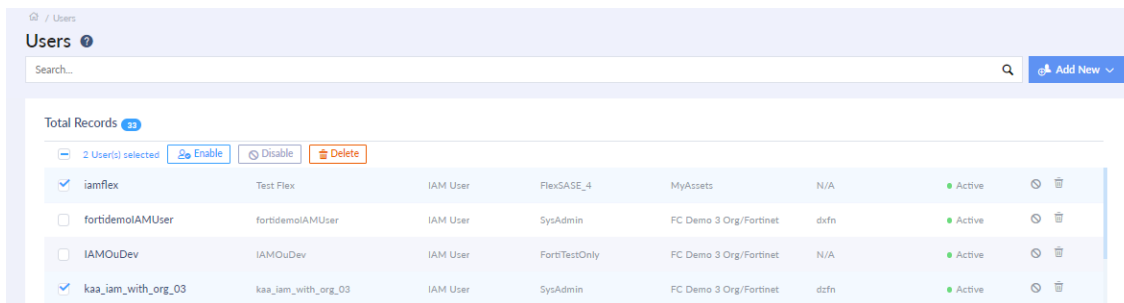 / Users
Users ?
Search... Add New
Total Records 33
2 User(s) selected Enable Disable Delete
iamflex Test Flex IAM User FlexSASE_4 MyAssets N/A Active
fortidemoIAMUser fortidemoIAMUser IAM User SysAdmin FC Demo 3 Org/Fortinet dxfn Active
IAMOuDev IAMOuDev IAM User FortiTestOnly FC Demo 3 Org/Fortinet N/A Active
kaa_iam_with_org_03 kaa_iam_with_org_03 IAM User SysAdmin FC Demo 3 Org/Fortinet dzfn Active